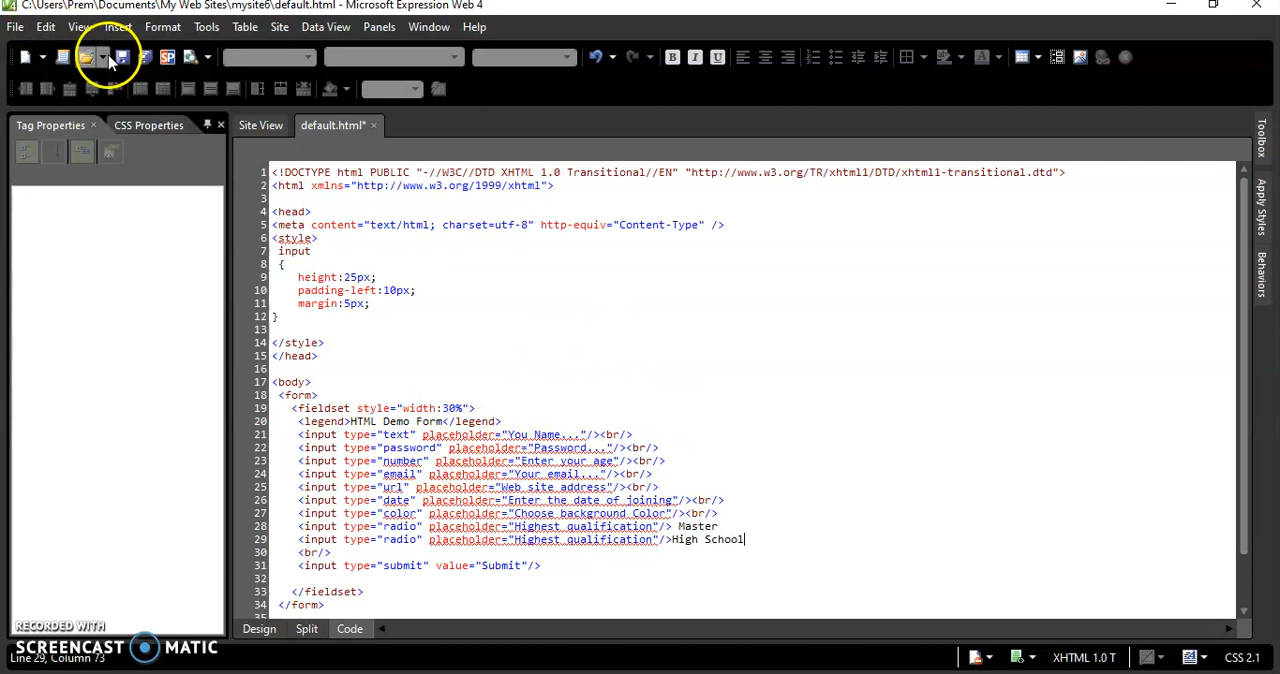 C:\Users\Prem\Documents\My Web Sites\mysite6\default.html - Microsoft Expression Web 4
File Edit View Insert Format Tools Table Site Data View Panels Window Help
Tag Properties × CSS Properties
Site View default.html* ×
Toolbox
Apply Styles
Behaviors
1 <!DOCTYPE html PUBLIC "-//W3C//DTD XHTML 1.0 Transitional//EN" "http://www.w3.org/TR/xhtml1/DTD/xhtml1-transitional.dtd">
2 <html xmlns="http://www.w3.org/1999/xhtml">
3
4 <head>
5 <meta content="text/html; charset=utf-8" http-equiv="Content-Type" />
6 <style>
7 input
8 {
9 height:25px;
10 padding-left:10px;
11 margin:5px;
12 }
13
14 </style>
15 </head>
16
17 <body>
18 <form>
19 <fieldset style="width:30%">
20 <legend>HTML Demo Form</legend>
21 <input type="text" placeholder="You Name..."/><br/>
22 <input type="password" placeholder="Password..."/><br/>
23 <input type="number" placeholder="Enter your age"/><br/>
24 <input type="email" placeholder="Your email..."/><br/>
25 <input type="url" placeholder="Web site address"/><br/>
26 <input type="date" placeholder="Enter the date of joining"/><br/>
27 <input type="color" placeholder="Choose background Color"/><br/>
28 <input type="radio" placeholder="Highest qualification"/> Master
29 <input type="radio" placeholder="Highest qualification"/>High School
30 <br/>
31 <input type="submit" value="Submit"/>
32
33 </fieldset>
34 </form>
35
Design Split Code
RECORDED WITH
SCREENCAST MATIC
Line 29, Column 73
XHTML 1.0 T CSS 2.1